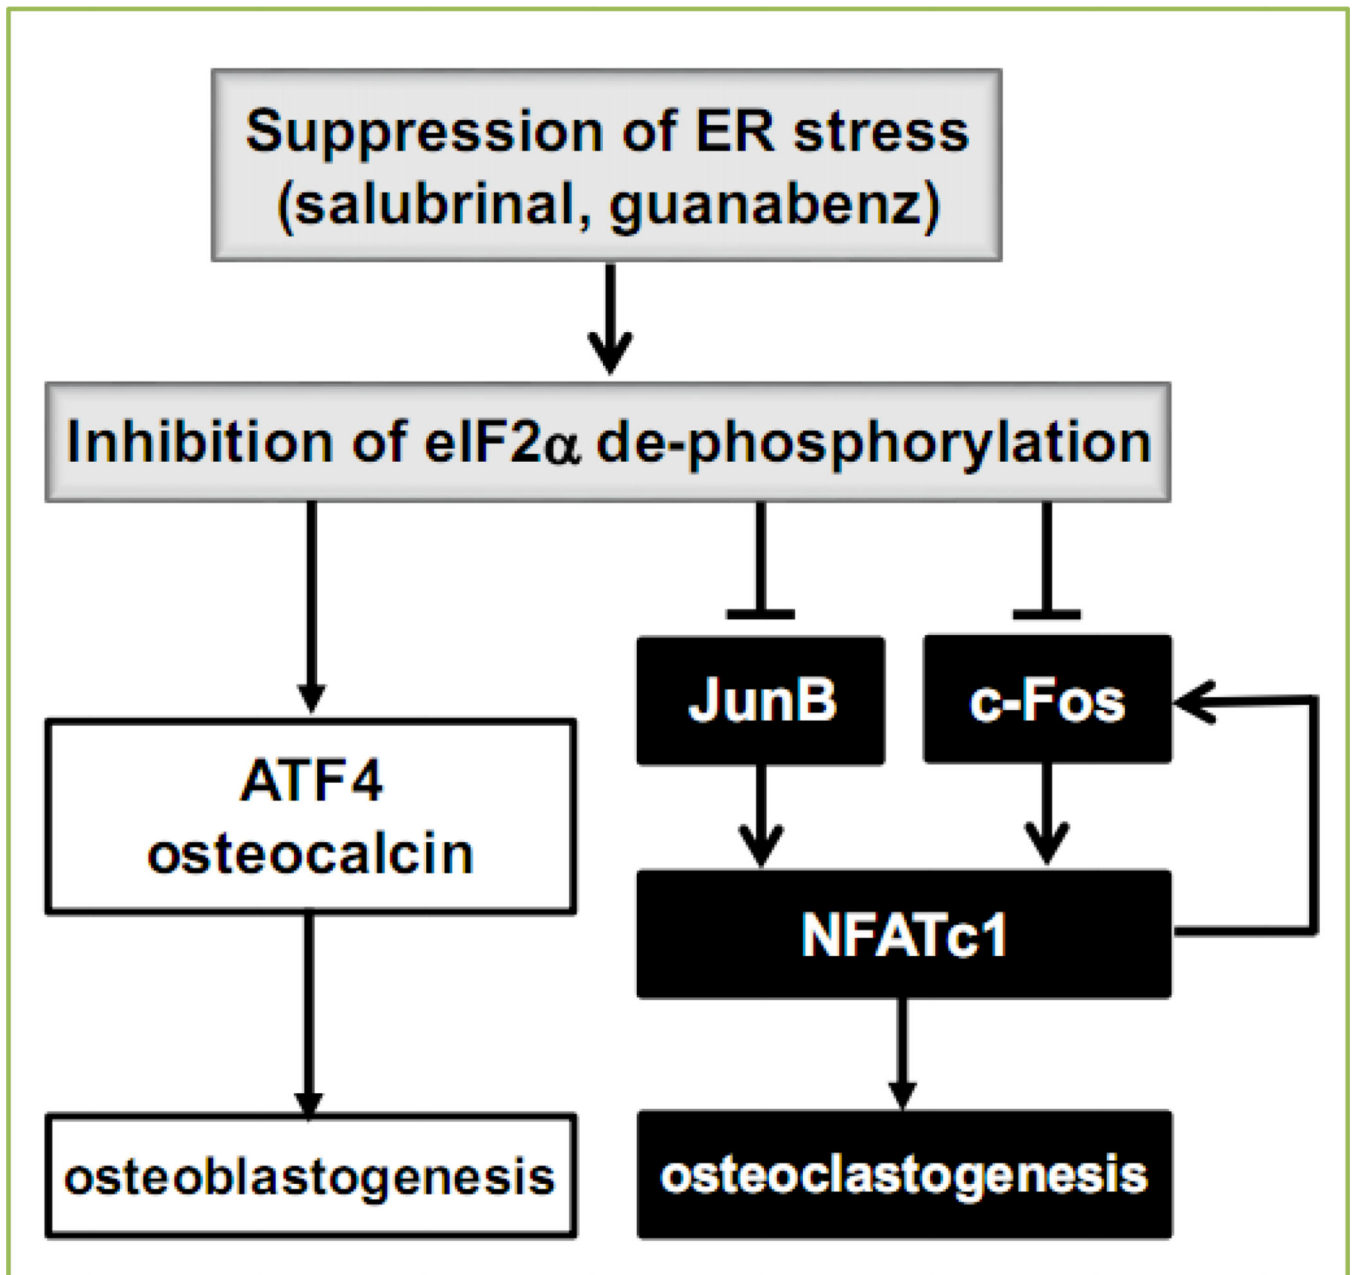 Suppression of ER stress
(salubrinal, guanabenz)
Inhibition of eIF2α de-phosphorylation
JunB
c-Fos
ATF4
osteocalcin
NFATc1
osteoblastogenesis
osteoclastogenesis